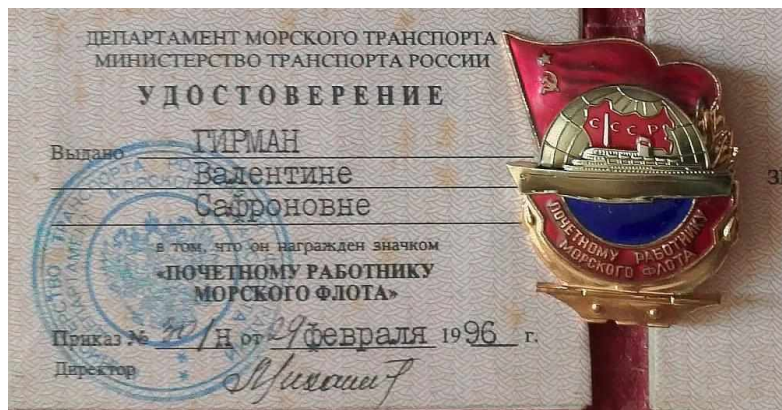 ДЕПАРТАМЕНТ МОРСКОГО ТРАНСПОРТА
МИНИСТЕРСТВО ТРАНСПОРТА РОССИИ
УДОСТОВЕРЕНИЕ
Выдано ГИРМАН
Валентине
Сафроновне
в том, что он награжден значком
«ПОЧЕТНОМУ РАБОТНИКУ
МОРСКОГО ФЛОТА»
Приказ № /Н от 29 февраля 1996 г.
Директор
СССР
ПОЧЕТНОМУ РАБОТНИКУ
МОРСКОГО ФЛОТА